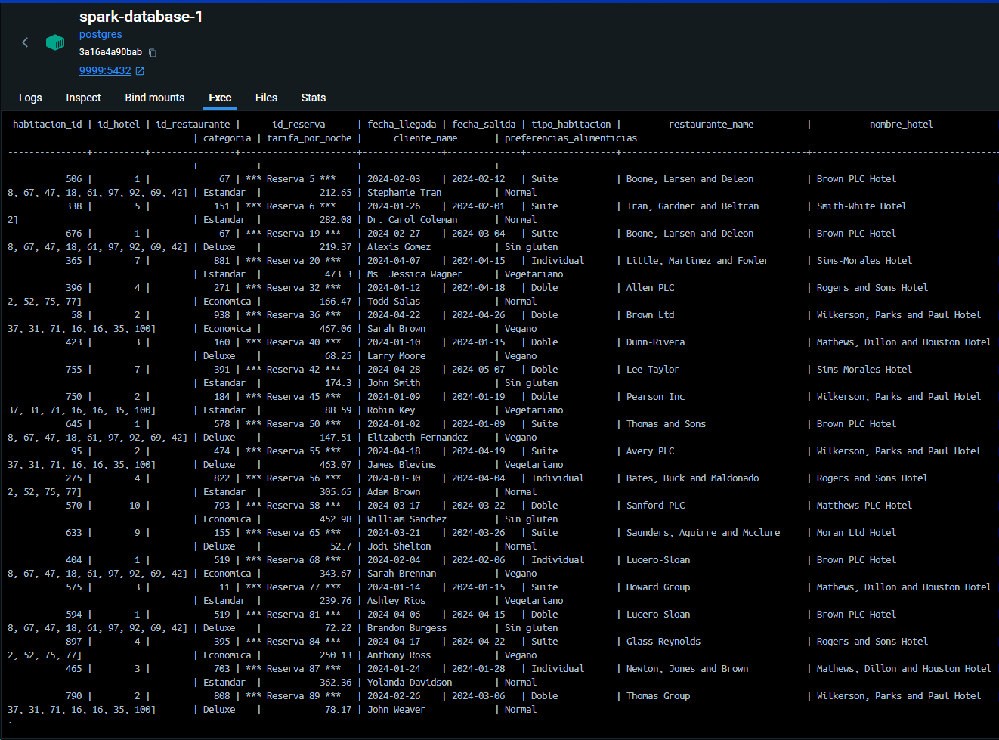 spark-database-1
postgres
3a16a4a90bab
9999:5432
Logs Inspect Bind mounts Exec Files Stats
habitacion_id | id_hotel | id_restaurante | id_reserva | fecha_llegada | fecha_salida | tipo_habitacion | restaurante_name | nombre_hotel
| categoria | tarifa_por_noche | cliente_name | preferencias_alimenticias
---------------+----------+----------------+----------------------+---------------+--------------+-----------------+-----------------------------------+-----------------------------------
-----------------------------------+-----------+------------------+-------------------------+---------------------------
506 | 1 | 67 | *** Reserva 5 *** | 2024-02-03 | 2024-02-12 | Suite | Boone, Larsen and Deleon | Brown PLC Hotel
8, 67, 47, 18, 61, 97, 92, 69, 42] | Estandar | 212.65 | Stephanie Tran | Normal
338 | 5 | 151 | *** Reserva 6 *** | 2024-01-26 | 2024-02-01 | Suite | Tran, Gardner and Beltran | Smith-White Hotel
2] | Estandar | 282.08 | Dr. Carol Coleman | Normal
676 | 1 | 67 | *** Reserva 19 *** | 2024-02-27 | 2024-03-04 | Suite | Boone, Larsen and Deleon | Brown PLC Hotel
8, 67, 47, 18, 61, 97, 92, 69, 42] | Deluxe | 219.37 | Alexis Gomez | Sin gluten
365 | 7 | 881 | *** Reserva 20 *** | 2024-04-07 | 2024-04-15 | Individual | Little, Martinez and Fowler | Sims-Morales Hotel
| Estandar | 473.3 | Ms. Jessica Wagner | Vegetariano
396 | 4 | 271 | *** Reserva 32 *** | 2024-04-12 | 2024-04-18 | Doble | Allen PLC | Rogers and Sons Hotel
2, 52, 75, 77] | Economica | 166.47 | Todd Salas | Normal
58 | 2 | 938 | *** Reserva 36 *** | 2024-04-22 | 2024-04-26 | Doble | Brown Ltd | Wilkerson, Parks and Paul Hotel
37, 31, 71, 16, 16, 35, 100] | Economica | 467.06 | Sarah Brown | Vegano
423 | 3 | 160 | *** Reserva 40 *** | 2024-01-10 | 2024-01-15 | Doble | Dunn-Rivera | Mathews, Dillon and Houston Hotel
| Deluxe | 68.25 | Larry Moore | Vegano
755 | 7 | 391 | *** Reserva 42 *** | 2024-04-28 | 2024-05-07 | Doble | Lee-Taylor | Sims-Morales Hotel
| Estandar | 174.3 | John Smith | Sin gluten
750 | 2 | 184 | *** Reserva 45 *** | 2024-01-09 | 2024-01-19 | Doble | Pearson Inc | Wilkerson, Parks and Paul Hotel
37, 31, 71, 16, 16, 35, 100] | Estandar | 88.59 | Robin Key | Vegetariano
645 | 1 | 578 | *** Reserva 50 *** | 2024-01-02 | 2024-01-09 | Suite | Thomas and Sons | Brown PLC Hotel
8, 67, 47, 18, 61, 97, 92, 69, 42] | Deluxe | 147.51 | Elizabeth Fernandez | Vegano
95 | 2 | 474 | *** Reserva 55 *** | 2024-04-18 | 2024-04-19 | Suite | Avery PLC | Wilkerson, Parks and Paul Hotel
37, 31, 71, 16, 16, 35, 100] | Deluxe | 463.07 | James Blevins | Vegetariano
275 | 4 | 822 | *** Reserva 56 *** | 2024-03-30 | 2024-04-04 | Individual | Bates, Buck and Maldonado | Rogers and Sons Hotel
2, 52, 75, 77] | Estandar | 305.65 | Adam Brown | Normal
570 | 10 | 793 | *** Reserva 58 *** | 2024-03-17 | 2024-03-22 | Doble | Sanford PLC | Matthews PLC Hotel
| Economica | 452.98 | William Sanchez | Sin gluten
633 | 9 | 155 | *** Reserva 65 *** | 2024-03-21 | 2024-03-26 | Suite | Saunders, Aguirre and Mcclure | Moran Ltd Hotel
| Deluxe | 52.7 | Jodi Shelton | Normal
404 | 1 | 519 | *** Reserva 68 *** | 2024-02-04 | 2024-02-06 | Individual | Lucero-Sloan | Brown PLC Hotel
8, 67, 47, 18, 61, 97, 92, 69, 42] | Economica | 343.67 | Sarah Brennan | Vegano
575 | 3 | 11 | *** Reserva 77 *** | 2024-01-14 | 2024-01-15 | Suite | Howard Group | Mathews, Dillon and Houston Hotel
| Estandar | 239.76 | Ashley Rios | Vegetariano
594 | 1 | 519 | *** Reserva 81 *** | 2024-04-06 | 2024-04-15 | Doble | Lucero-Sloan | Brown PLC Hotel
8, 67, 47, 18, 61, 97, 92, 69, 42] | Deluxe | 72.22 | Brandon Burgess | Sin gluten
897 | 4 | 395 | *** Reserva 84 *** | 2024-04-17 | 2024-04-22 | Suite | Glass-Reynolds | Rogers and Sons Hotel
2, 52, 75, 77] | Economica | 250.13 | Anthony Ross | Vegano
465 | 3 | 703 | *** Reserva 87 *** | 2024-01-24 | 2024-01-28 | Individual | Newton, Jones and Brown | Mathews, Dillon and Houston Hotel
| Estandar | 362.36 | Yolanda Davidson | Normal
790 | 2 | 808 | *** Reserva 89 *** | 2024-02-26 | 2024-03-06 | Doble | Thomas Group | Wilkerson, Parks and Paul Hotel
37, 31, 71, 16, 16, 35, 100] | Deluxe | 78.17 | John Weaver | Normal
: